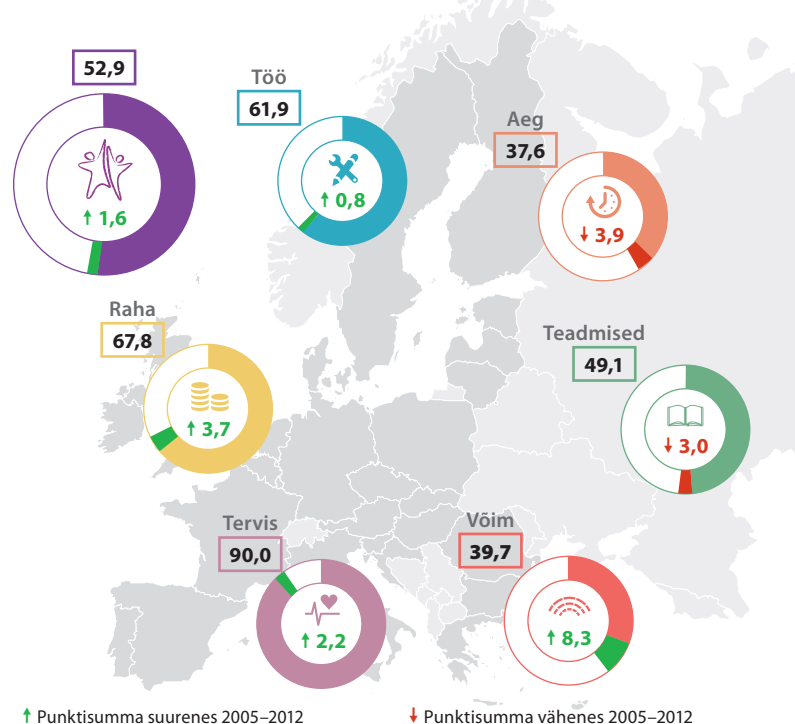 52,9
↑ 1,6
Töö
61,9
↑ 0,8
Aeg
37,6
↓ 3,9
Raha
67,8
↑ 3,7
Teadmised
49,1
↓ 3,0
Tervis
90,0
↑ 2,2
Võim
39,7
↑ 8,3
↑ Punktisumma suurenes 2005–2012
↓ Punktisumma vähenes 2005–2012